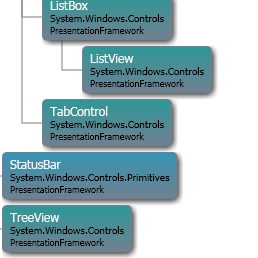 ListBox
System.Windows.Controls
PresentationFramework
ListView
System.Windows.Controls
PresentationFramework
TabControl
System.Windows.Controls
PresentationFramework
StatusBar
System.Windows.Controls.Primitives
PresentationFramework
TreeView
System.Windows.Controls
PresentationFramework